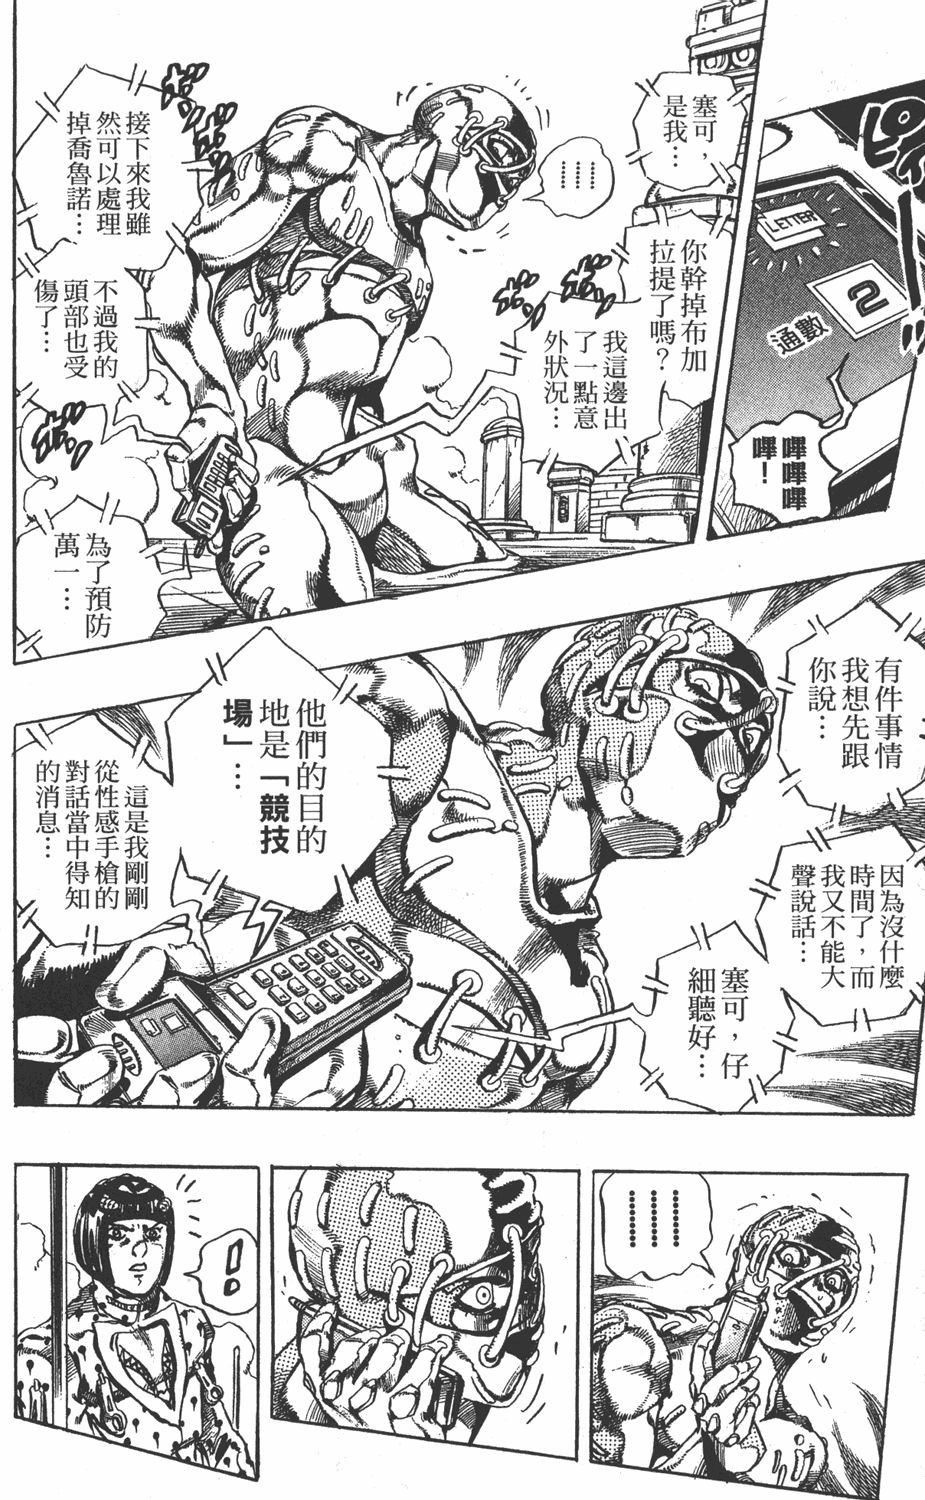 ピッ
LETTER
2
通數
嗶嗶嗶
嗶！
塞可，
是我…
你幹掉布加
拉提了嗎？
我這邊出
了一點意
外狀況…
接下來我雖
然可以處理
掉喬魯諾…
不過我的
頭部也受
傷了…
為了預防
萬一…
有件事情
我想先跟
你說…
因為沒什麼
時間了，而
我又不能大
聲說話…
塞可，仔
細聽好…
他們的目的
地是「競技
場」…
這是我剛剛
從性感手槍的
對話當中得知
的消息…
！